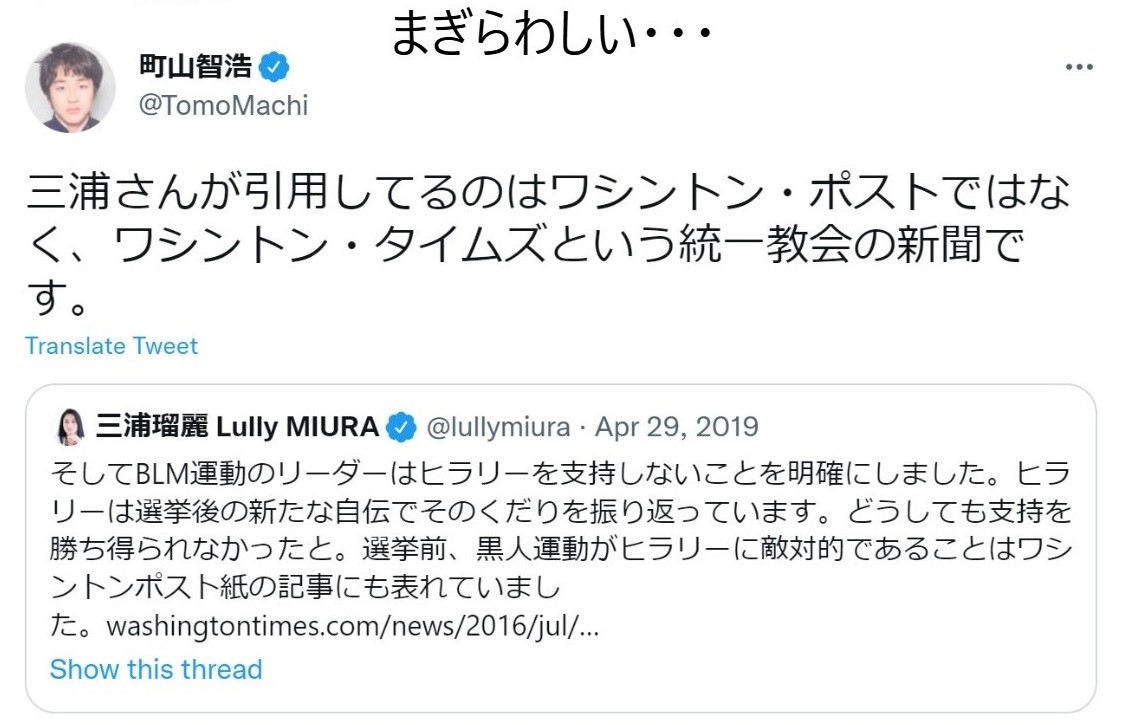 まぎらわしい・・・
町山智浩
@TomoMachi
三浦さんが引用してるのはワシントン・ポストではな
く、ワシントン・タイムズという統一教会の新聞で
す。
Translate Tweet
三浦瑠麗 Lully MIURA @lullymiura · Apr 29, 2019
そしてBLM運動のリーダーはヒラリーを支持しないことを明確にしました。ヒラ
リーは選挙後の新たな自伝でそのくだりを振り返っています。どうしても支持を
勝ち得られなかったと。選挙前、黒人運動がヒラリーに敵対的であることはワシ
ントンポスト紙の記事にも表れていまし
た。washingtontimes.com/news/2016/jul/...
Show this thread